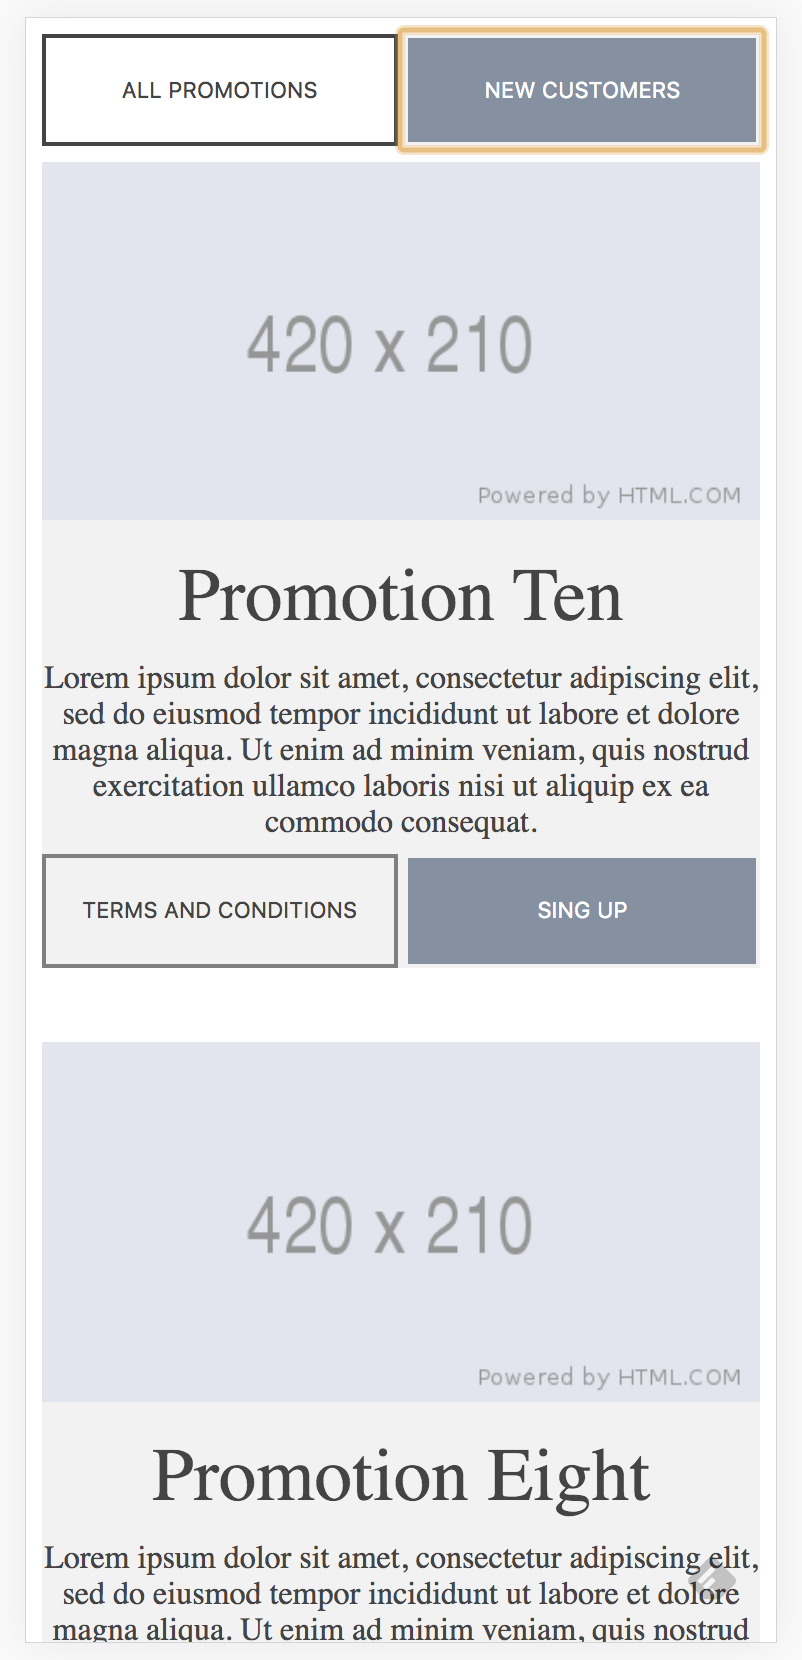 ALL PROMOTIONS
NEW CUSTOMERS
420 x 210
Powered by HTML.COM
Promotion Ten
Lorem ipsum dolor sit amet, consectetur adipiscing elit,
sed do eiusmod tempor incididunt ut labore et dolore
magna aliqua. Ut enim ad minim veniam, quis nostrud
exercitation ullamco laboris nisi ut aliquip ex ea
commodo consequat.
TERMS AND CONDITIONS
SING UP
420 x 210
Powered by HTML.COM
Promotion Eight
Lorem ipsum dolor sit amet, consectetur adipiscing elit,
sed do eiusmod tempor incididunt ut labore et dolore
magna aliqua. Ut enim ad minim veniam, quis nostrud